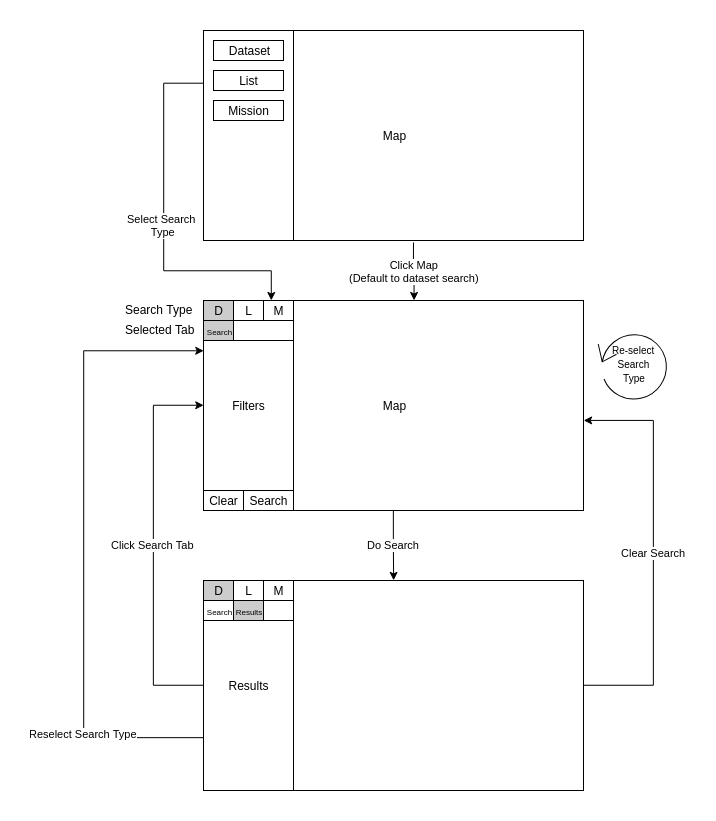 Dataset
List
Mission
Map
Select Search
Type
Click Map
(Default to dataset search)
Search Type
D
L
M
Selected Tab
Search
Re-select
Search
Type
Filters
Map
Clear
Search
Click Search Tab
Do Search
Clear Search
D
L
M
Search
Results
Results
Reselect Search Type